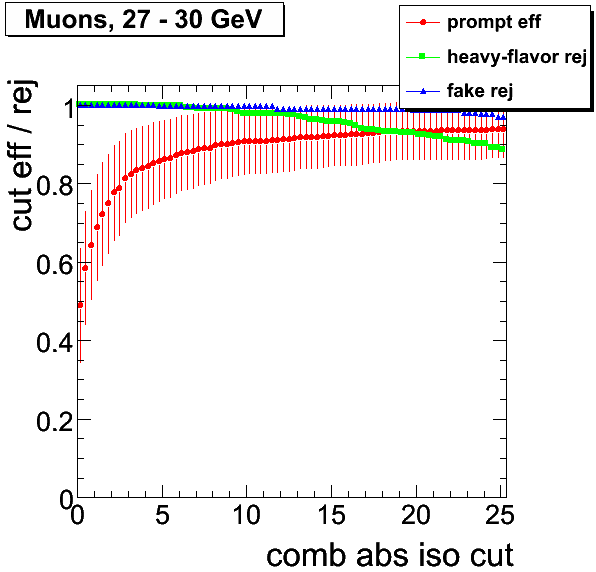 Muons, 27 - 30 GeV
prompt eff
heavy-flavor rej
fake rej
cut eff / rej
1
0.8
0.6
0.4
0.2
0
0 5 10 15 20 25
comb abs iso cut